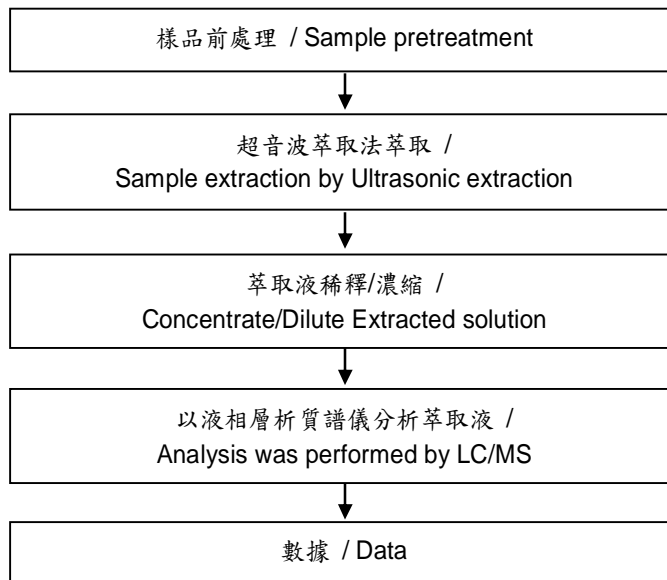 樣品前處理 / Sample pretreatment
超音波萃取法萃取 /
Sample extraction by Ultrasonic extraction
萃取液稀釋/濃縮 /
Concentrate/Dilute Extracted solution
以液相層析質譜儀分析萃取液 /
Analysis was performed by LC/MS
數據 / Data